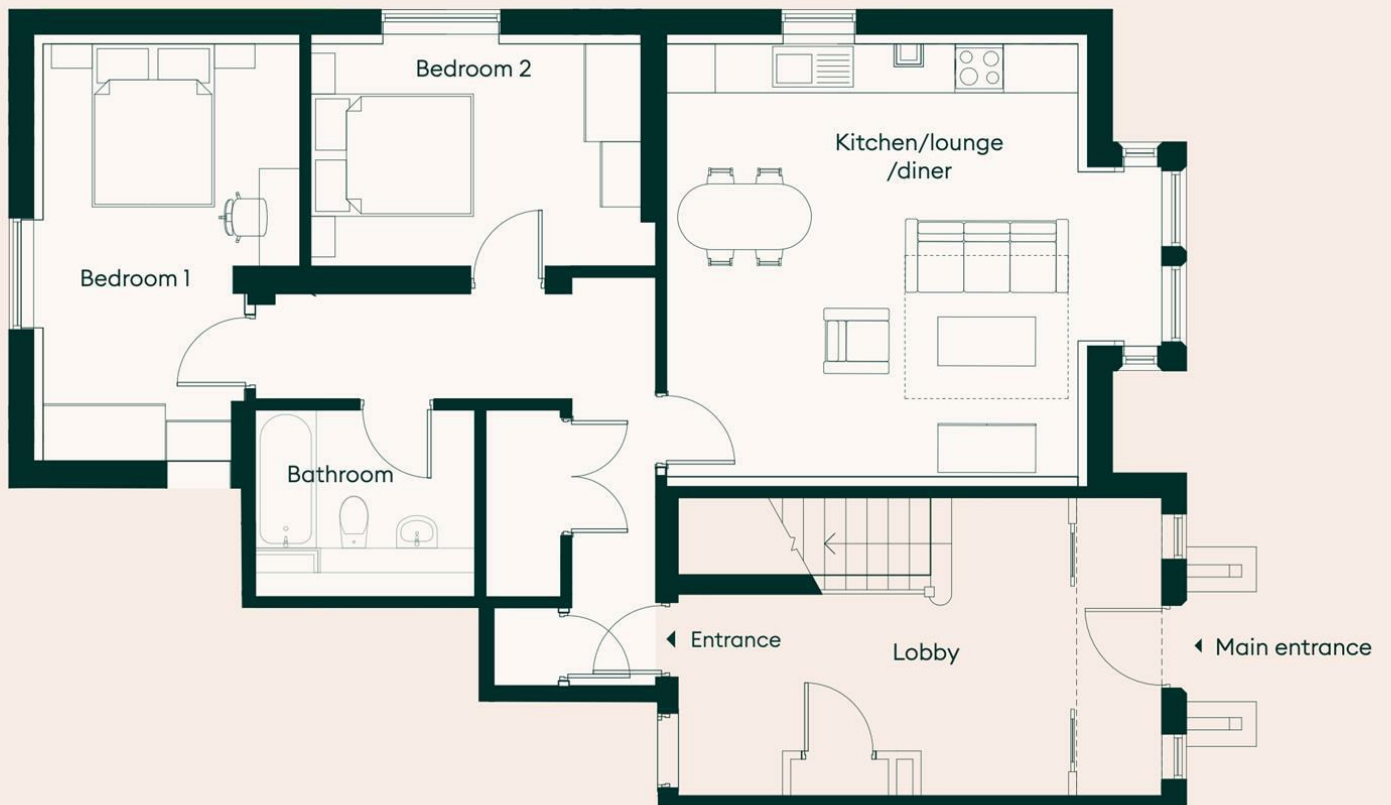 Bedroom 2
Kitchen/lounge
/diner
Bedroom 1
Bathroom
Entrance
Lobby
Main entrance